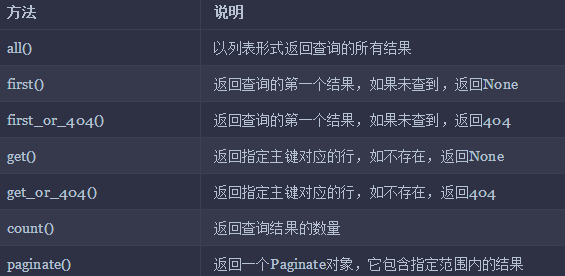 方法 说明
all() 以列表形式返回查询的所有结果
first() 返回查询的第一个结果，如果未查到，返回None
first_or_404() 返回查询的第一个结果，如果未查到，返回404
get() 返回指定主键对应的行，如不存在，返回None
get_or_404() 返回指定主键对应的行，如不存在，返回404
count() 返回查询结果的数量
paginate() 返回一个Paginate对象，它包含指定范围内的结果